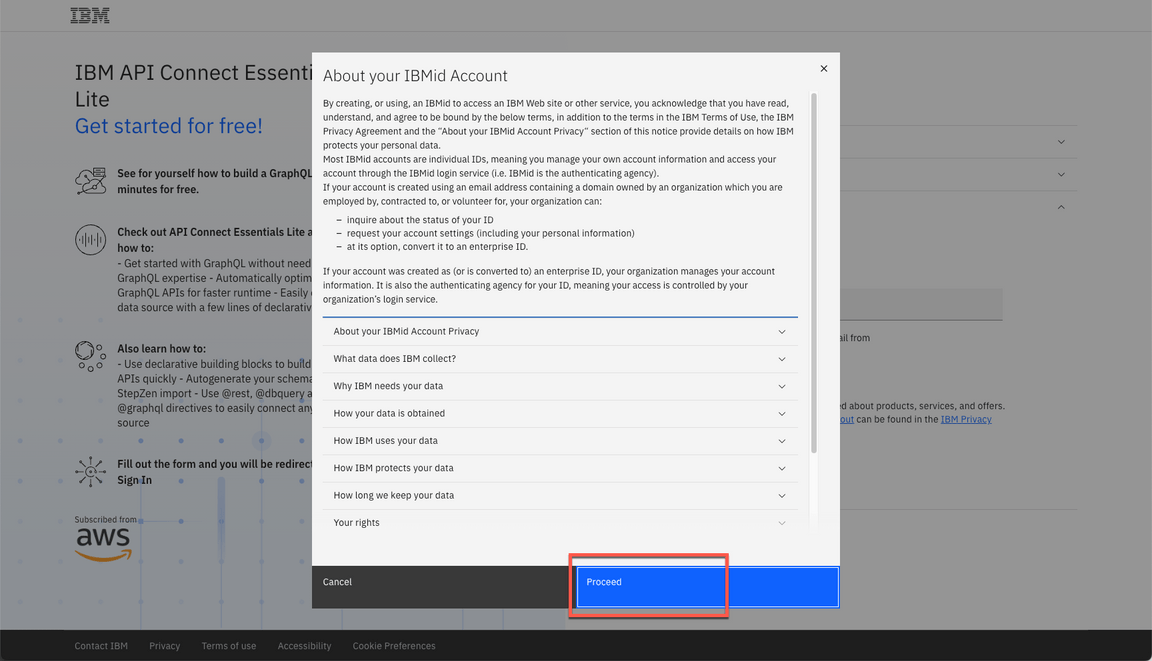 IBM
IBM API Connect Essenti
Lite
Get started for free!
See for yourself how to build a GraphQL
minutes for free.
Check out API Connect Essentials Lite a
how to:
- Get started with GraphQL without need
GraphQL expertise - Automatically optim
GraphQL APIs for faster runtime - Easily
data source with a few lines of declarativ
Also learn how to:
- Use declarative building blocks to build
APIs quickly - Autogenerate your schema
StepZen import - Use @rest, @dbquery a
@graphql directives to easily connect any
source
Fill out the form and you will be redirect
Sign In
Subscribed from
aws
About your IBMid Account
By creating, or using, an IBMid to access an IBM Web site or other service, you acknowledge that you have read,
understand, and agree to be bound by the below terms, in addition to the terms in the IBM Terms of Use, the IBM
Privacy Agreement and the “About your IBMid Account Privacy” section of this notice provide details on how IBM
protects your personal data.
Most IBMid accounts are individual IDs, meaning you manage your own account information and access your
account through the IBMid login service (i.e. IBMid is the authenticating agency).
If your account is created using an email address containing a domain owned by an organization which you are
employed by, contracted to, or volunteer for, your organization can:
– inquire about the status of your ID
– request your account settings (including your personal information)
– at its option, convert it to an enterprise ID.
If your account was created as (or is converted to) an enterprise ID, your organization manages your account
information. It is also the authenticating agency for your ID, meaning your access is controlled by your
organization’s login service.
About your IBMid Account Privacy
What data does IBM collect?
Why IBM needs your data
How your data is obtained
How IBM uses your data
How IBM protects your data
How long we keep your data
Your rights
Cancel
Proceed
ail from
ed about products, services, and offers.
out can be found in the IBM Privacy
Contact IBM Privacy Terms of use Accessibility Cookie Preferences